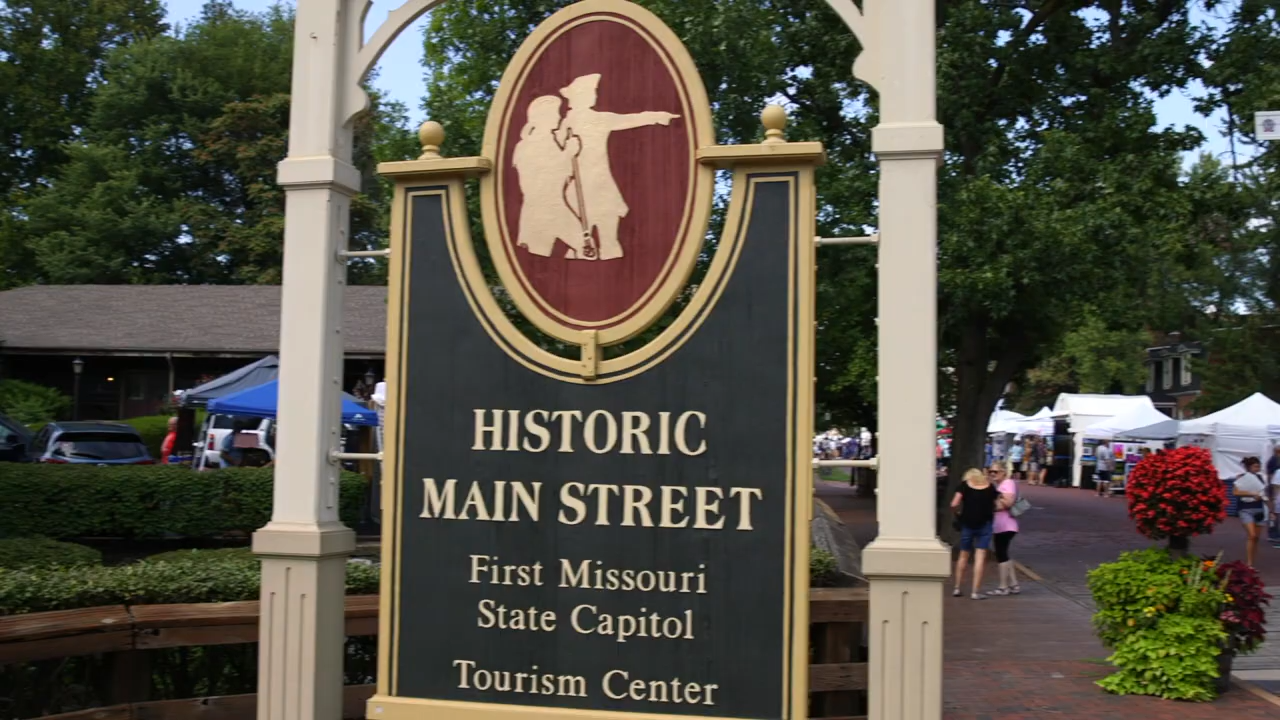 HISTORIC
MAIN STREET
First Missouri
State Capitol
Tourism Center